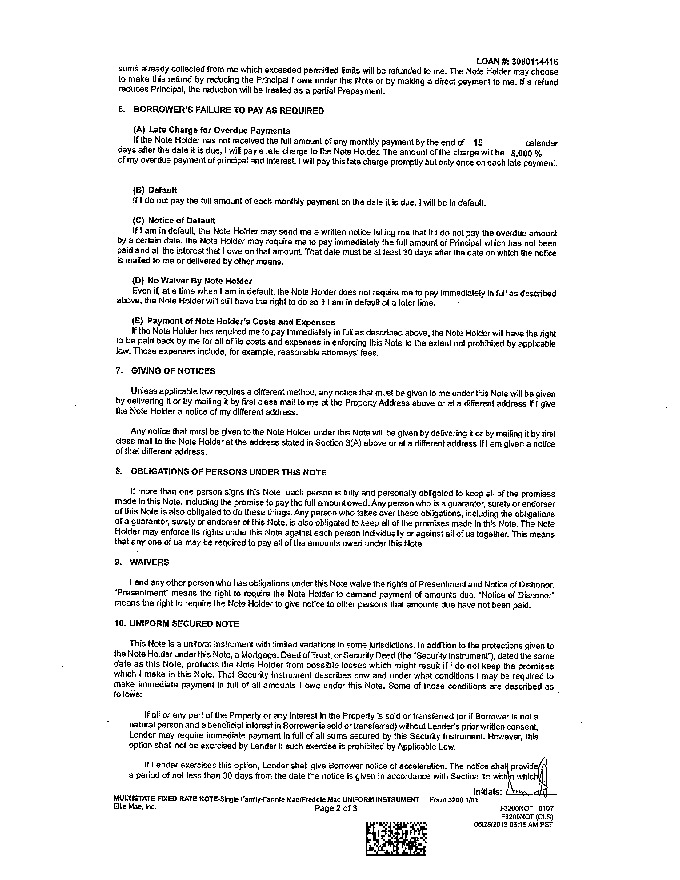 LOAN #: 3080114416
sums already collected from me which exceeded permitted limits will be refunded to me. The Note Holder may choose
to make this refund by reducing the Principal I owe under this Note or by making a direct payment to me. If a refund
reduces Principal, the reduction will be treated as a partial Prepayment.
6. BORROWER'S FAILURE TO PAY AS REQUIRED
(A) Late Charge for Overdue Payments
If the Note Holder has not received the full amount of any monthly payment by the end of 15 calendar
days after the date it is due, I will pay a late charge to the Note Holder. The amount of the charge will be 5.000 %
of my overdue payment of principal and interest. I will pay this late charge promptly but only once on each late payment.
(B) Default
If I do not pay the full amount of each monthly payment on the date it is due, I will be in default.
(C) Notice of Default
If I am in default, the Note Holder may send me a written notice telling me that if I do not pay the overdue amount
by a certain date, the Note Holder may require me to pay immediately the full amount of Principal which has not been
paid and all the interest that I owe on that amount. That date must be at least 30 days after the date on which the notice
is mailed to me or delivered by other means.
(D) No Waiver By Note Holder
Even if, at a time when I am in default, the Note Holder does not require me to pay immediately in full as described
above, the Note Holder will still have the right to do so if I am in default at a later time.
(E) Payment of Note Holder's Costs and Expenses
If the Note Holder has required me to pay immediately in full as described above, the Note Holder will have the right
to be paid back by me for all of its costs and expenses in enforcing this Note to the extent not prohibited by applicable
law. Those expenses include, for example, reasonable attorneys' fees.
7. GIVING OF NOTICES
Unless applicable law requires a different method, any notice that must be given to me under this Note will be given
by delivering it or by mailing it by first class mail to me at the Property Address above or at a different address if I give
the Note Holder a notice of my different address.
Any notice that must be given to the Note Holder under this Note will be given by delivering it or by mailing it by first
class mail to the Note Holder at the address stated in Section 3(A) above or at a different address if I am given a notice
of that different address.
8. OBLIGATIONS OF PERSONS UNDER THIS NOTE
If more than one person signs this Note, each person is fully and personally obligated to keep all of the promises
made in this Note, including the promise to pay the full amount owed. Any person who is a guarantor, surety or endorser
of this Note is also obligated to do these things. Any person who takes over these obligations, including the obligations
of a guarantor, surety or endorser of this Note, is also obligated to keep all of the promises made in this Note. The Note
Holder may enforce its rights under this Note against each person individually or against all of us together. This means
that any one of us may be required to pay all of the amounts owed under this Note.
9. WAIVERS
I and any other person who has obligations under this Note waive the rights of Presentment and Notice of Dishonor.
"Presentment" means the right to require the Note Holder to demand payment of amounts due. "Notice of Dishonor"
means the right to require the Note Holder to give notice to other persons that amounts due have not been paid.
10. UNIFORM SECURED NOTE
This Note is a uniform instrument with limited variations in some jurisdictions. In addition to the protections given to
the Note Holder under this Note, a Mortgage, Deed of Trust, or Security Deed (the "Security Instrument"), dated the same
date as this Note, protects the Note Holder from possible losses which might result if I do not keep the promises
which I make in this Note. That Security Instrument describes how and under what conditions I may be required to
make immediate payment in full of all amounts I owe under this Note. Some of those conditions are described as
follows:
If all or any part of the Property or any Interest in the Property is sold or transferred (or if Borrower is not a
natural person and a beneficial interest in Borrower is sold or transferred) without Lender's prior written consent,
Lender may require immediate payment in full of all sums secured by this Security Instrument. However, this
option shall not be exercised by Lender if such exercise is prohibited by Applicable Law.
If Lender exercises this option, Lender shall give Borrower notice of acceleration. The notice shall provide
a period of not less than 30 days from the date the notice is given in accordance with Section 15 within which
Initials:
MULTISTATE FIXED RATE NOTE-Single Family-Fannie Mae/Freddie Mac UNIFORM INSTRUMENT Form 3200 1/01
Ellie Mae, Inc. Page 2 of 3 F3200NOT 0107
F3200NOT (CLS)
06/28/2013 06:15 AM PST